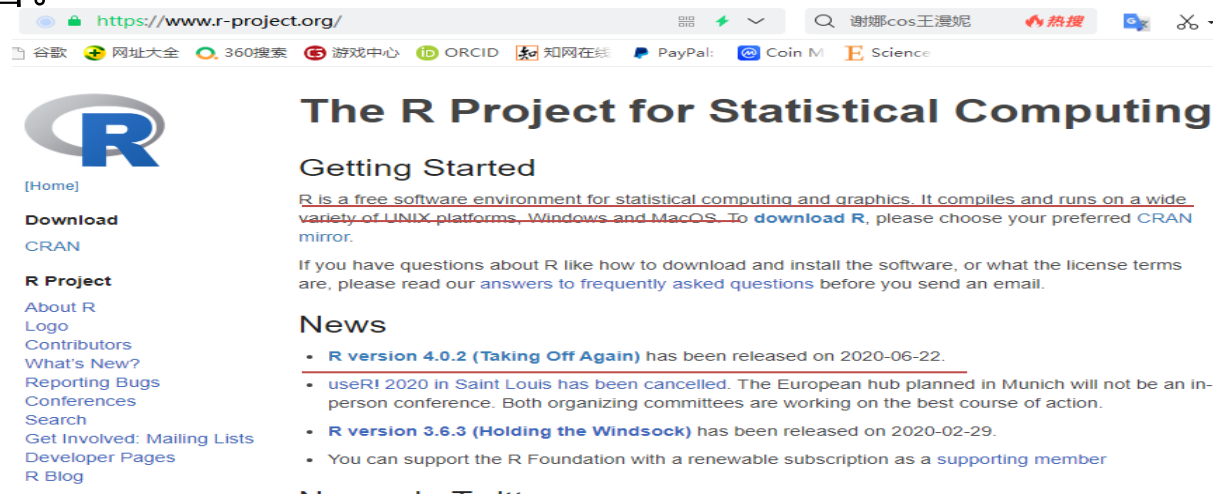 https://www.r-project.org/
谢娜cos王漫妮
热搜
谷歌
网址大全
360搜索
游戏中心
ORCID
知网在线
PayPal:
Coin M
Science
R
[Home]
Download
CRAN
R Project
About R
Logo
Contributors
What's New?
Reporting Bugs
Conferences
Search
Get Involved: Mailing Lists
Developer Pages
R Blog
The R Project for Statistical Computing
Getting Started
R is a free software environment for statistical computing and graphics. It compiles and runs on a wide
variety of UNIX platforms, Windows and MacOS. To download R, please choose your preferred CRAN
mirror.
If you have questions about R like how to download and install the software, or what the license terms
are, please read our answers to frequently asked questions before you send an email.
News
• R version 4.0.2 (Taking Off Again) has been released on 2020-06-22.
• useR! 2020 in Saint Louis has been cancelled. The European hub planned in Munich will not be an in-
person conference. Both organizing committees are working on the best course of action.
• R version 3.6.3 (Holding the Windsock) has been released on 2020-02-29.
• You can support the R Foundation with a renewable subscription as a supporting member